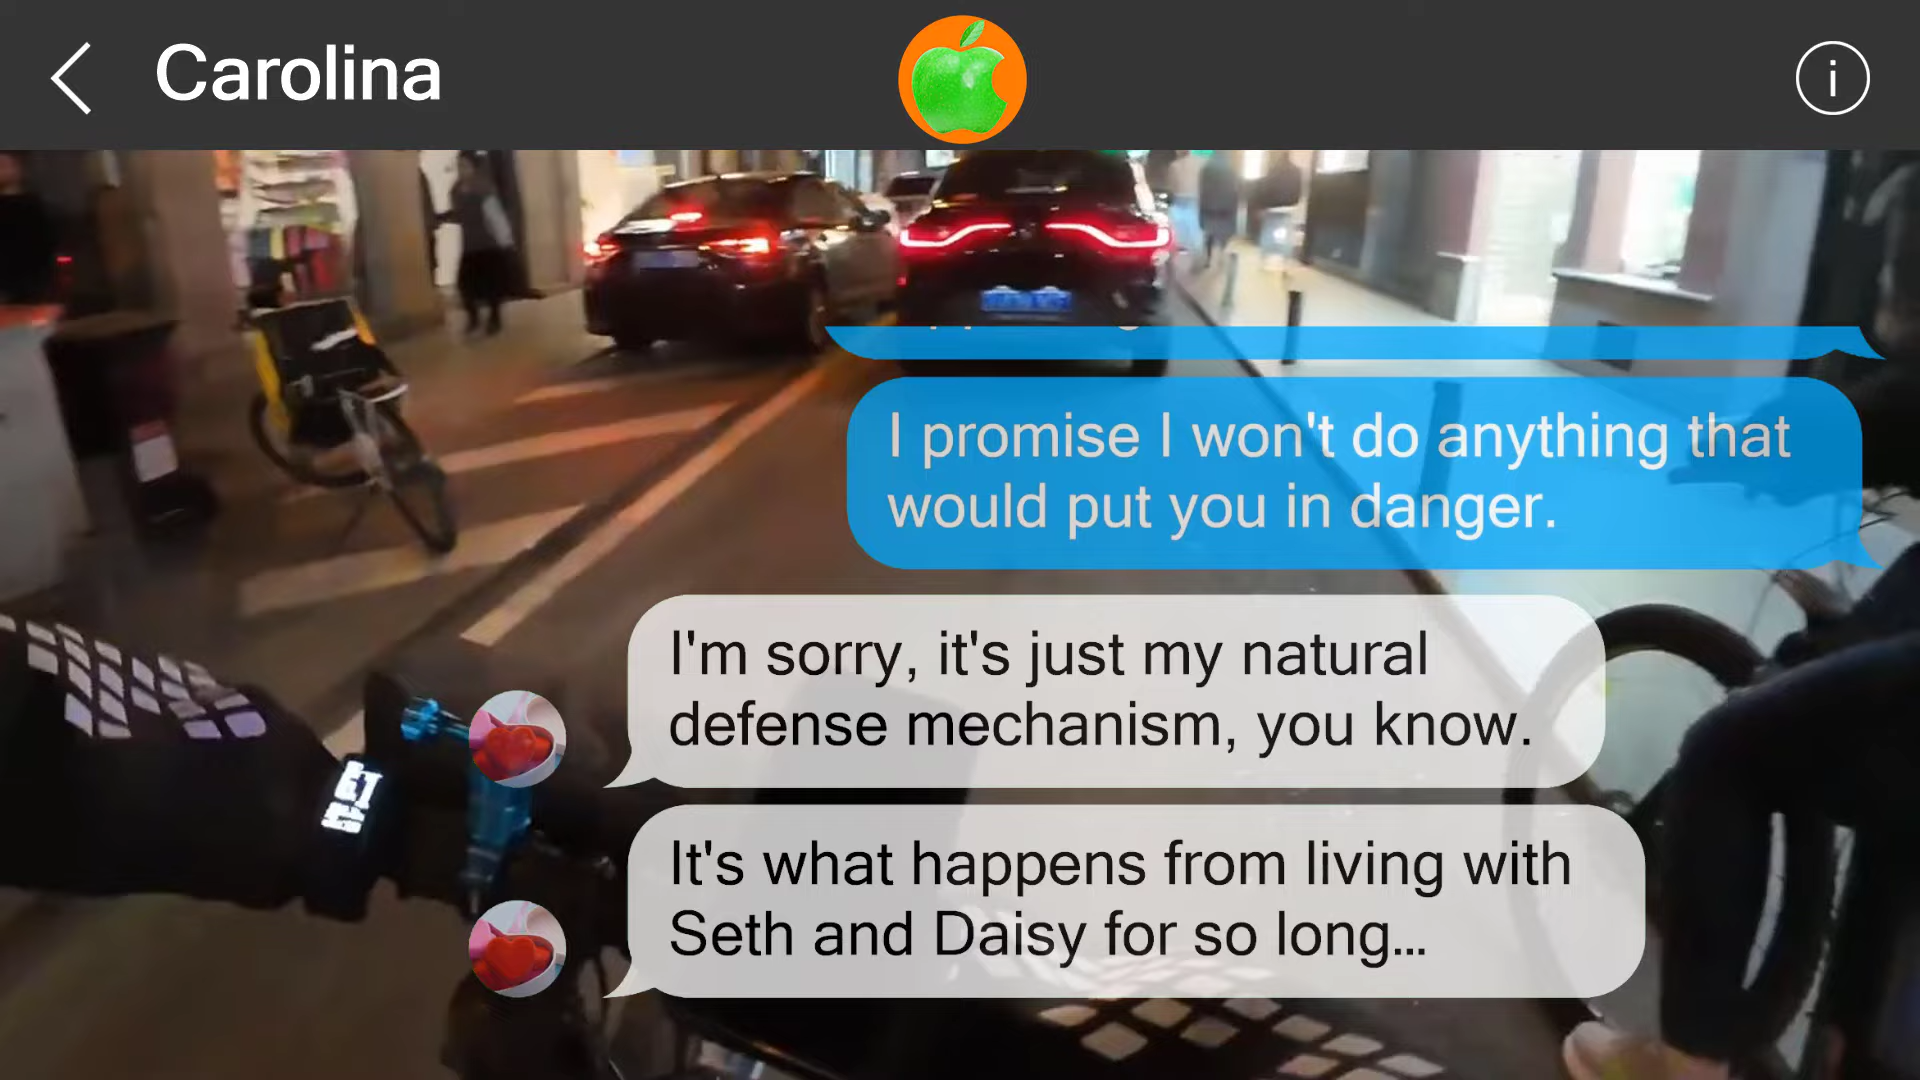 Carolina
i
I promise I won't do anything that
would put you in danger.
I'm sorry, it's just my natural
defense mechanism, you know.
It's what happens from living with
Seth and Daisy for so long...